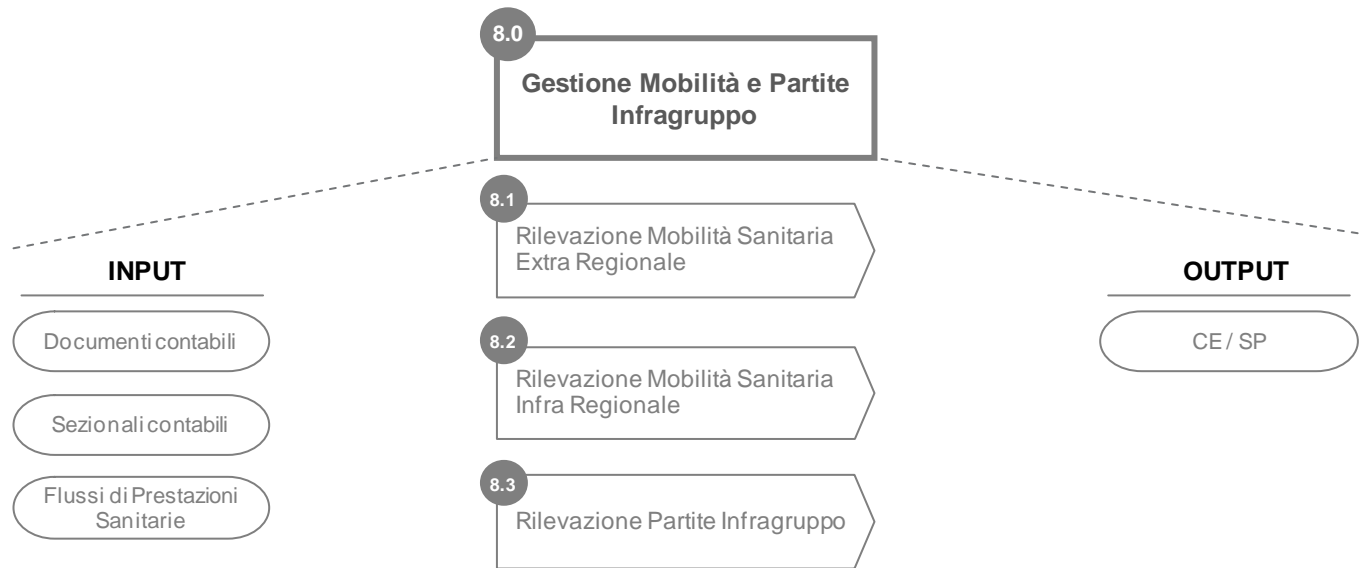 8.0
Gestione Mobilità e Partite
Infragruppo
INPUT
Documenti contabili
Sezionali contabili
Flussi di Prestazioni
Sanitarie
8.1
Rilevazione Mobilità Sanitaria
Extra Regionale
8.2
Rilevazione Mobilità Sanitaria
Infra Regionale
8.3
Rilevazione Partite Infragruppo
OUTPUT
CE / SP